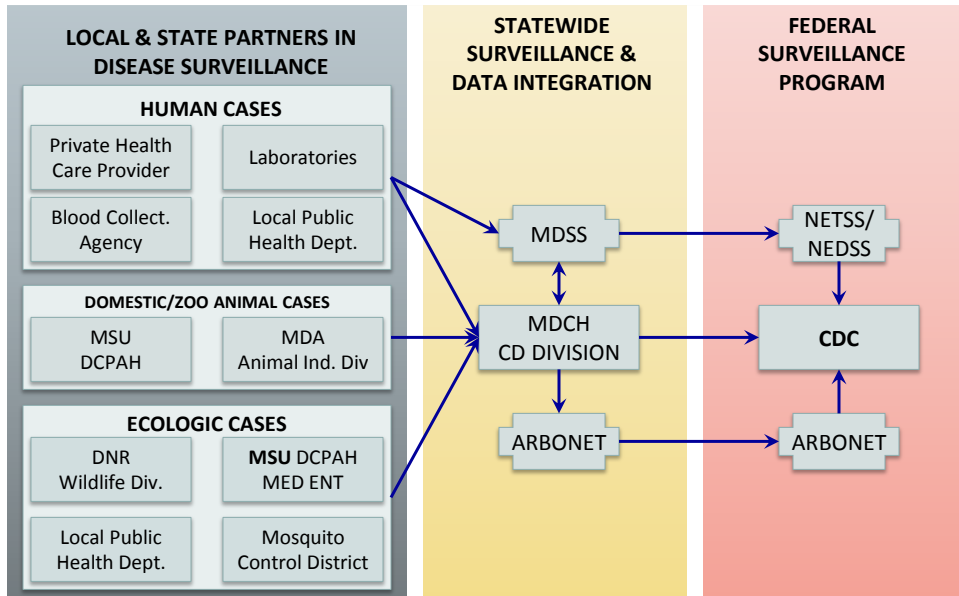 LOCAL & STATE PARTNERS IN
DISEASE SURVEILLANCE
HUMAN CASES
Private Health
Care Provider
Laboratories
Blood Collect.
Agency
Local Public
Health Dept.
DOMESTIC/ZOO ANIMAL CASES
MSU
DCPAH
MDA
Animal Ind. Div
ECOLOGIC CASES
DNR
Wildlife Div.
MSU DCPAH
MED ENT
Local Public
Health Dept.
Mosquito
Control District
STATEWIDE
SURVEILLANCE &
DATA INTEGRATION
MDSS
MDCH
CD DIVISION
ARBONET
FEDERAL
SURVEILLANCE
PROGRAM
NETSS/
NEDSS
CDC
ARBONET